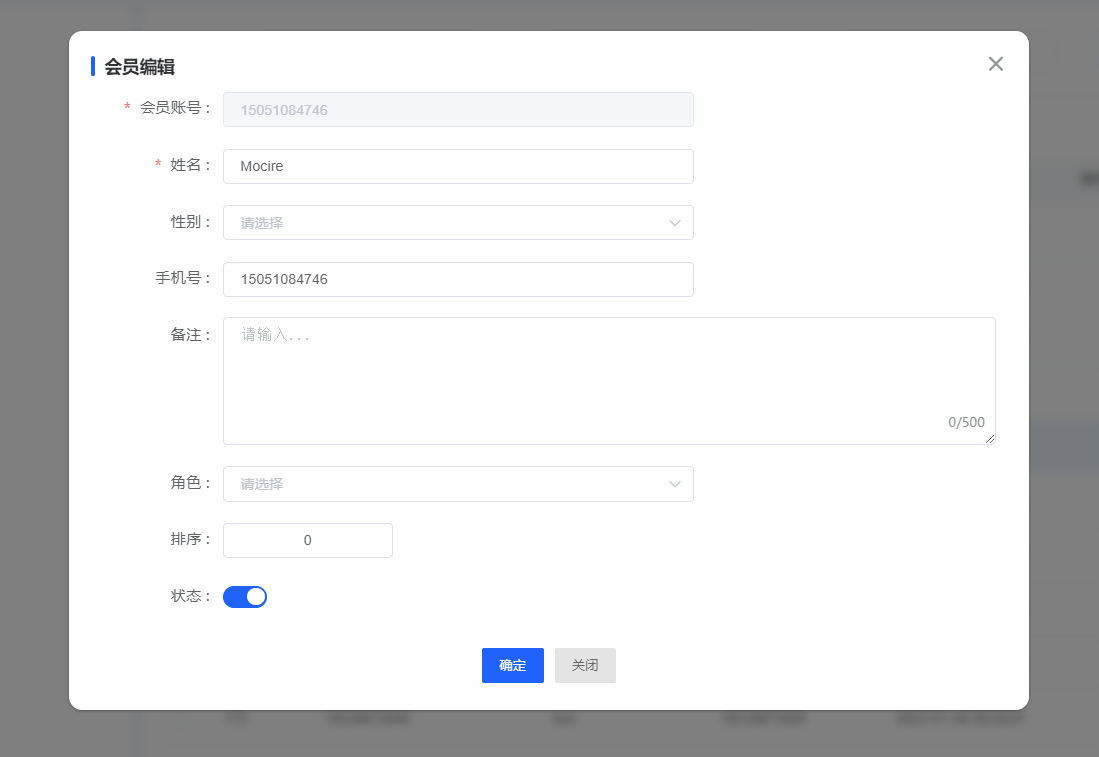 会员编辑
* 会员账号： 15051084746
* 姓名： Mocire
性别： 请选择
手机号： 15051084746
备注： 请输入...
0/500
角色： 请选择
排序： 0
状态：
确定 关闭